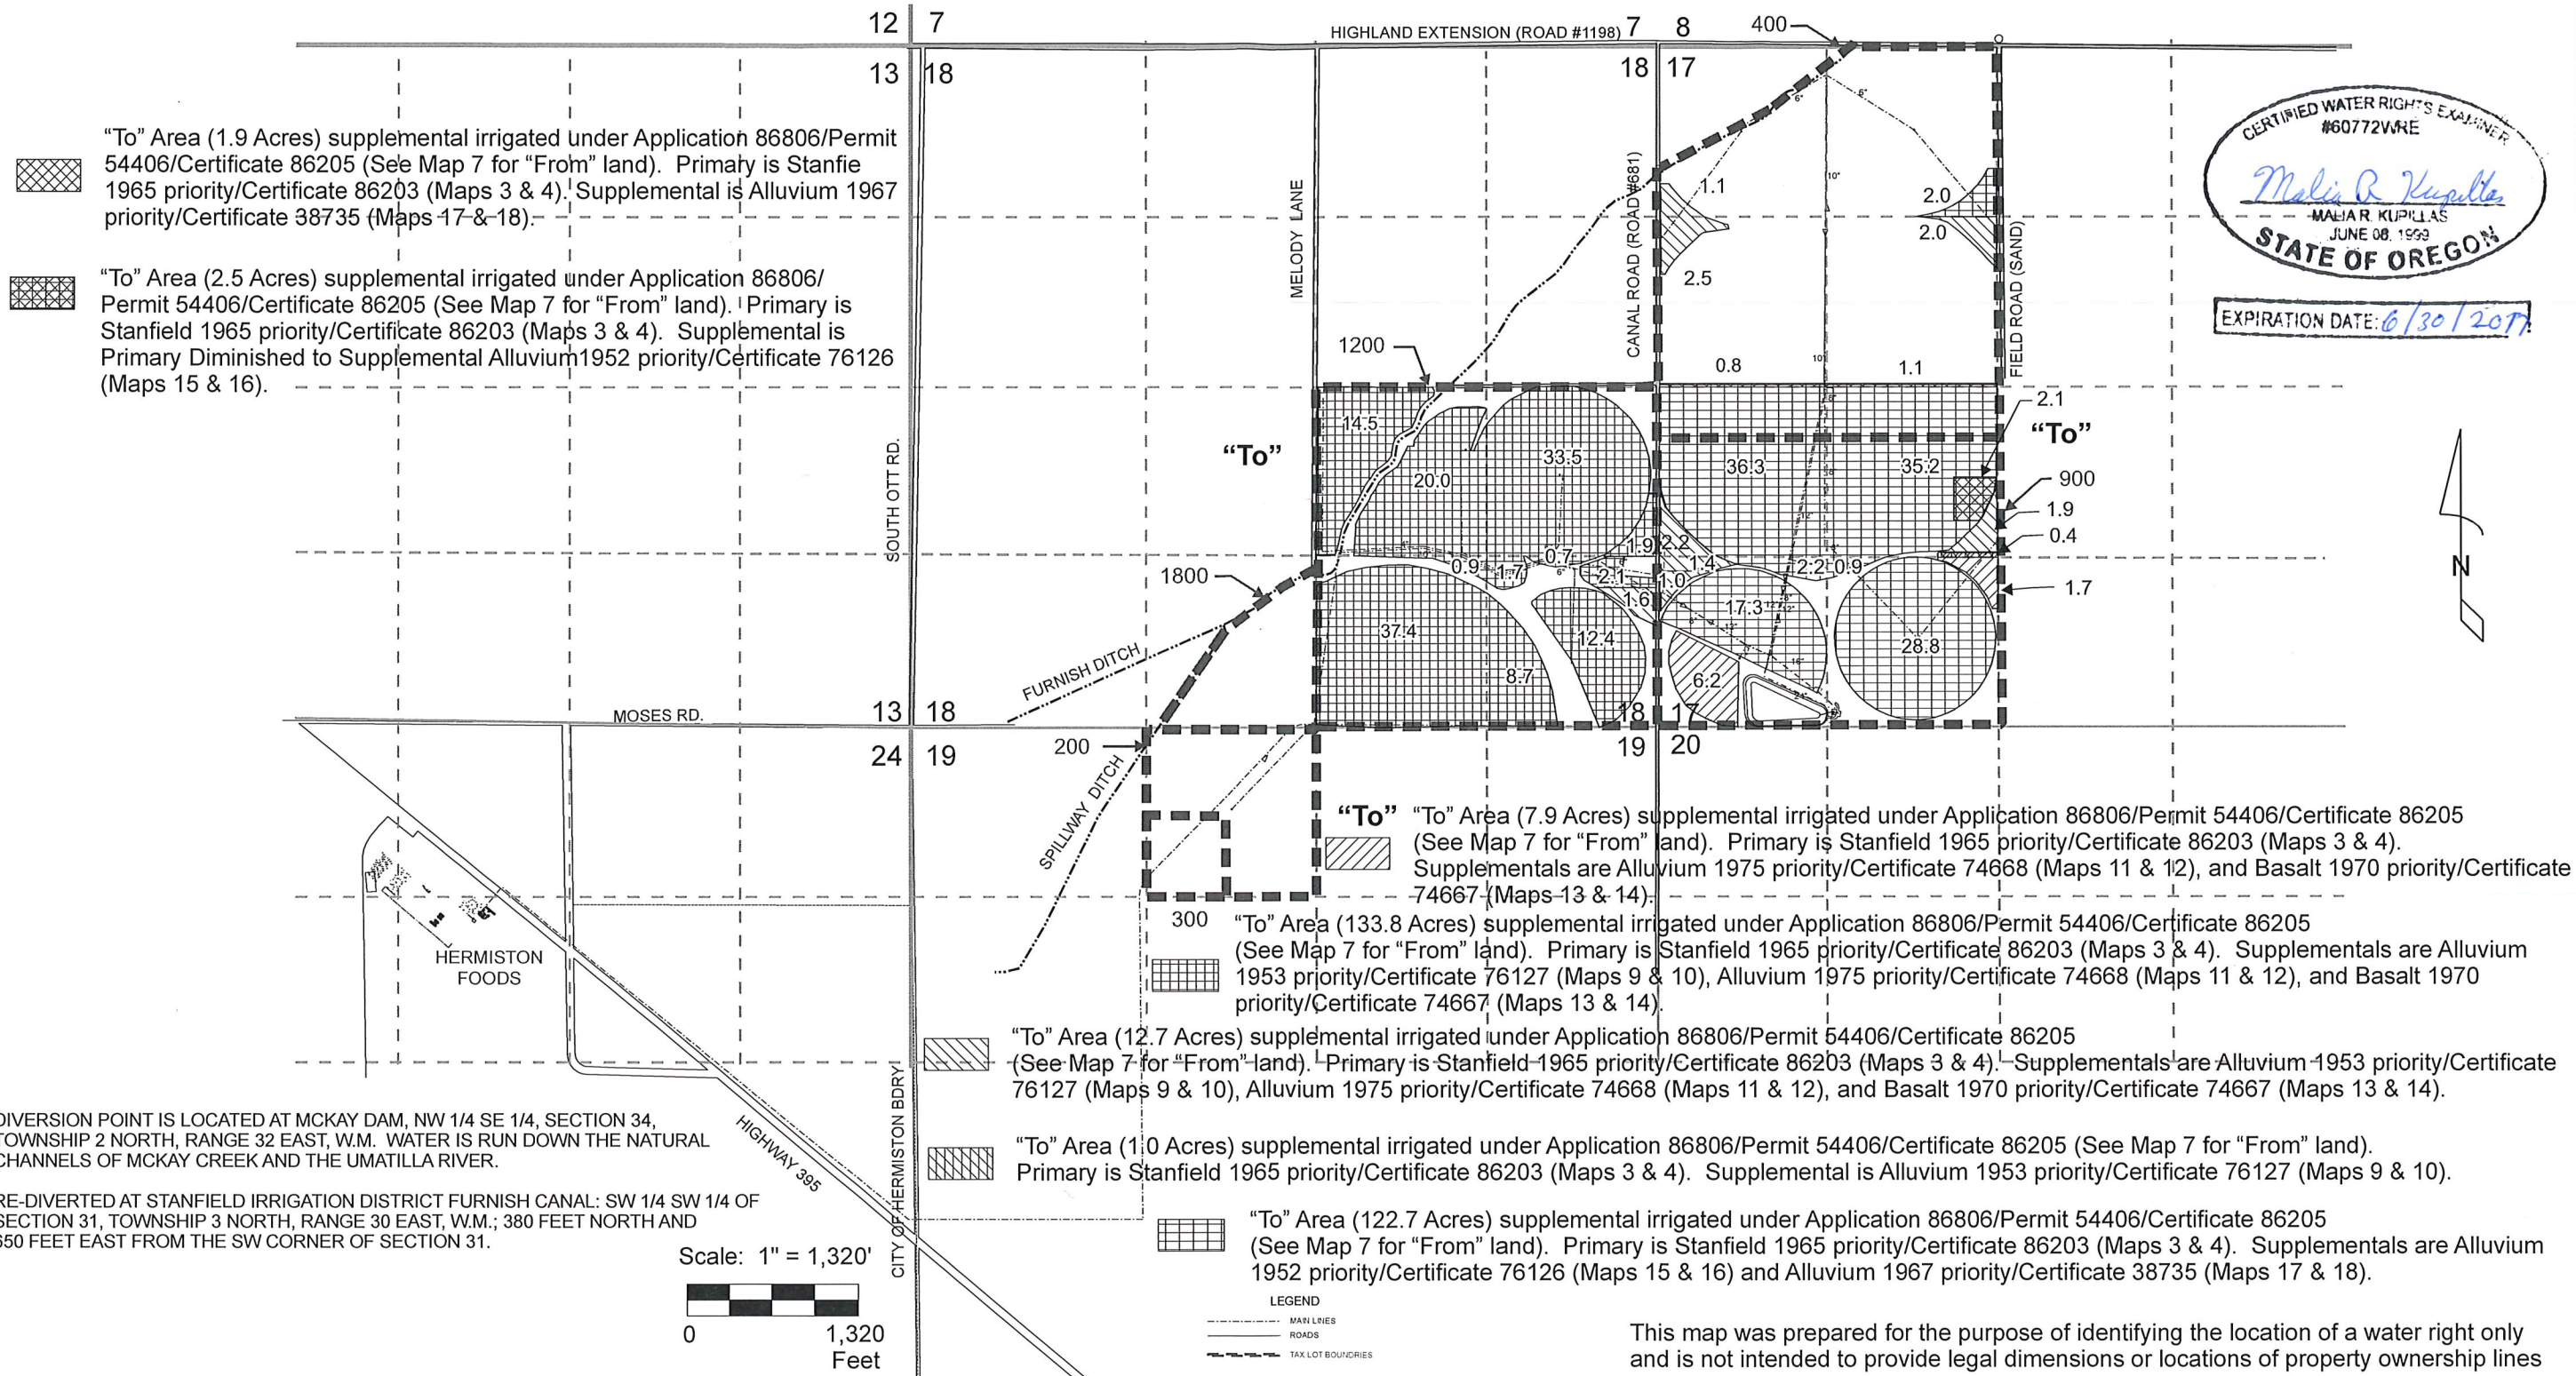 12 7
HIGHLAND EXTENSION (ROAD #1198) 7 8
400
13 18
18 17
CERTIFIED WATER RIGHTS EXAMINER
#60772WRE
Malia R Kupillas
MALIA R. KUPILLAS
JUNE 08, 1999
STATE OF OREGON
EXPIRATION DATE: 6/30/2017
"To" Area (1.9 Acres) supplemental irrigated under Application 86806/Permit
54406/Certificate 86205 (See Map 7 for "From" land). Primary is Stanfie
1965 priority/Certificate 86203 (Maps 3 & 4). Supplemental is Alluvium 1967
priority/Certificate 38735 (Maps 17 & 18).
"To" Area (2.5 Acres) supplemental irrigated under Application 86806/
Permit 54406/Certificate 86205 (See Map 7 for "From" land). Primary is
Stanfield 1965 priority/Certificate 86203 (Maps 3 & 4). Supplemental is
Primary Diminished to Supplemental Alluvium1952 priority/Certificate 76126
(Maps 15 & 16).
SOUTH OTT RD.
MELODY LANE
CANAL ROAD (ROAD #681)
FIELD ROAD (SAND)
6"
6"
10"
1.1
2.0
2.0
2.5
1200
0.8
10"
1.1
2.1
14.5
"To"
"To"
33.5
36.3
35.2
20.0
900
1.9
0.4
1.9
2.2
0.7
1.4
0.9
1.7
2.1
1.0
2.2
0.9
1800
1.7
1.6
17.3
37.4
12.4
28.8
8.7
6.2
FURNISH DITCH
MOSES RD.
13 18
18 17
24 19
19 20
200
SPILLWAY DITCH
300
N
HERMISTON
FOODS
"To" "To" Area (7.9 Acres) supplemental irrigated under Application 86806/Permit 54406/Certificate 86205
(See Map 7 for "From" land). Primary is Stanfield 1965 priority/Certificate 86203 (Maps 3 & 4).
Supplementals are Alluvium 1975 priority/Certificate 74668 (Maps 11 & 12), and Basalt 1970 priority/Certificate
74667 (Maps 13 & 14).
"To" Area (133.8 Acres) supplemental irrigated under Application 86806/Permit 54406/Certificate 86205
(See Map 7 for "From" land). Primary is Stanfield 1965 priority/Certificate 86203 (Maps 3 & 4). Supplementals are Alluvium
1953 priority/Certificate 76127 (Maps 9 & 10), Alluvium 1975 priority/Certificate 74668 (Maps 11 & 12), and Basalt 1970
priority/Certificate 74667 (Maps 13 & 14).
"To" Area (12.7 Acres) supplemental irrigated under Application 86806/Permit 54406/Certificate 86205
(See Map 7 for "From" land). Primary is Stanfield 1965 priority/Certificate 86203 (Maps 3 & 4). Supplementals are Alluvium 1953 priority/Certificate
76127 (Maps 9 & 10), Alluvium 1975 priority/Certificate 74668 (Maps 11 & 12), and Basalt 1970 priority/Certificate 74667 (Maps 13 & 14).
"To" Area (1.0 Acres) supplemental irrigated under Application 86806/Permit 54406/Certificate 86205 (See Map 7 for "From" land).
Primary is Stanfield 1965 priority/Certificate 86203 (Maps 3 & 4). Supplemental is Alluvium 1953 priority/Certificate 76127 (Maps 9 & 10).
"To" Area (122.7 Acres) supplemental irrigated under Application 86806/Permit 54406/Certificate 86205
(See Map 7 for "From" land). Primary is Stanfield 1965 priority/Certificate 86203 (Maps 3 & 4). Supplementals are Alluvium
1952 priority/Certificate 76126 (Maps 15 & 16) and Alluvium 1967 priority/Certificate 38735 (Maps 17 & 18).
HIGHWAY 395
CITY OF HERMISTON BDRY
DIVERSION POINT IS LOCATED AT MCKAY DAM, NW 1/4 SE 1/4, SECTION 34,
TOWNSHIP 2 NORTH, RANGE 32 EAST, W.M. WATER IS RUN DOWN THE NATURAL
CHANNELS OF MCKAY CREEK AND THE UMATILLA RIVER.
RE-DIVERTED AT STANFIELD IRRIGATION DISTRICT FURNISH CANAL: SW 1/4 SW 1/4 OF
SECTION 31, TOWNSHIP 3 NORTH, RANGE 30 EAST, W.M.; 380 FEET NORTH AND
650 FEET EAST FROM THE SW CORNER OF SECTION 31.
Scale: 1" = 1,320'
0 1,320
Feet
LEGEND
MAIN LINES
ROADS
TAX LOT BOUNDRIES
This map was prepared for the purpose of identifying the location of a water right only
and is not intended to provide legal dimensions or locations of property ownership lines